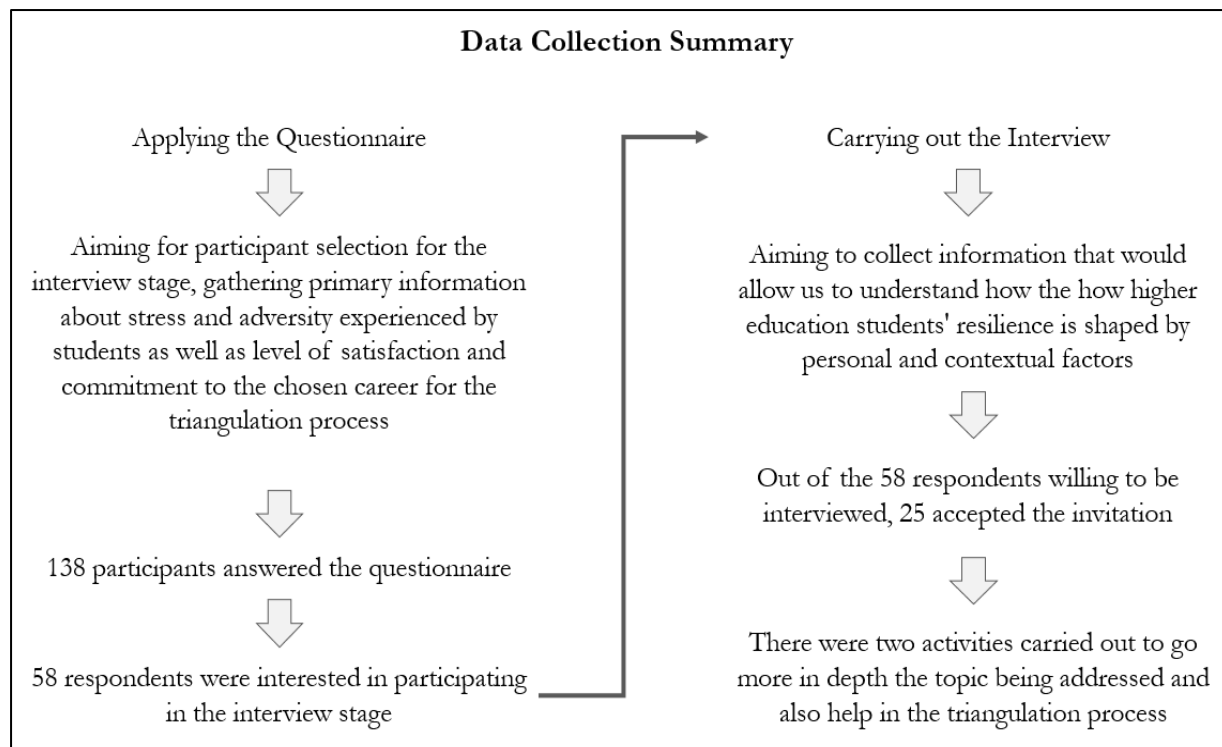 Data Collection Summary
Applying the Questionnaire
Aiming for participant selection for the
interview stage, gathering primary information
about stress and adversity experienced by
students as well as level of satisfaction and
commitment to the chosen career for the
triangulation process
138 participants answered the questionnaire
58 respondents were interested in participating
in the interview stage
Carrying out the Interview
Aiming to collect information that would
allow us to understand how the how higher
education students' resilience is shaped by
personal and contextual factors
Out of the 58 respondents willing to be
interviewed, 25 accepted the invitation
There were two activities carried out to go
more in depth the topic being addressed and
also help in the triangulation process